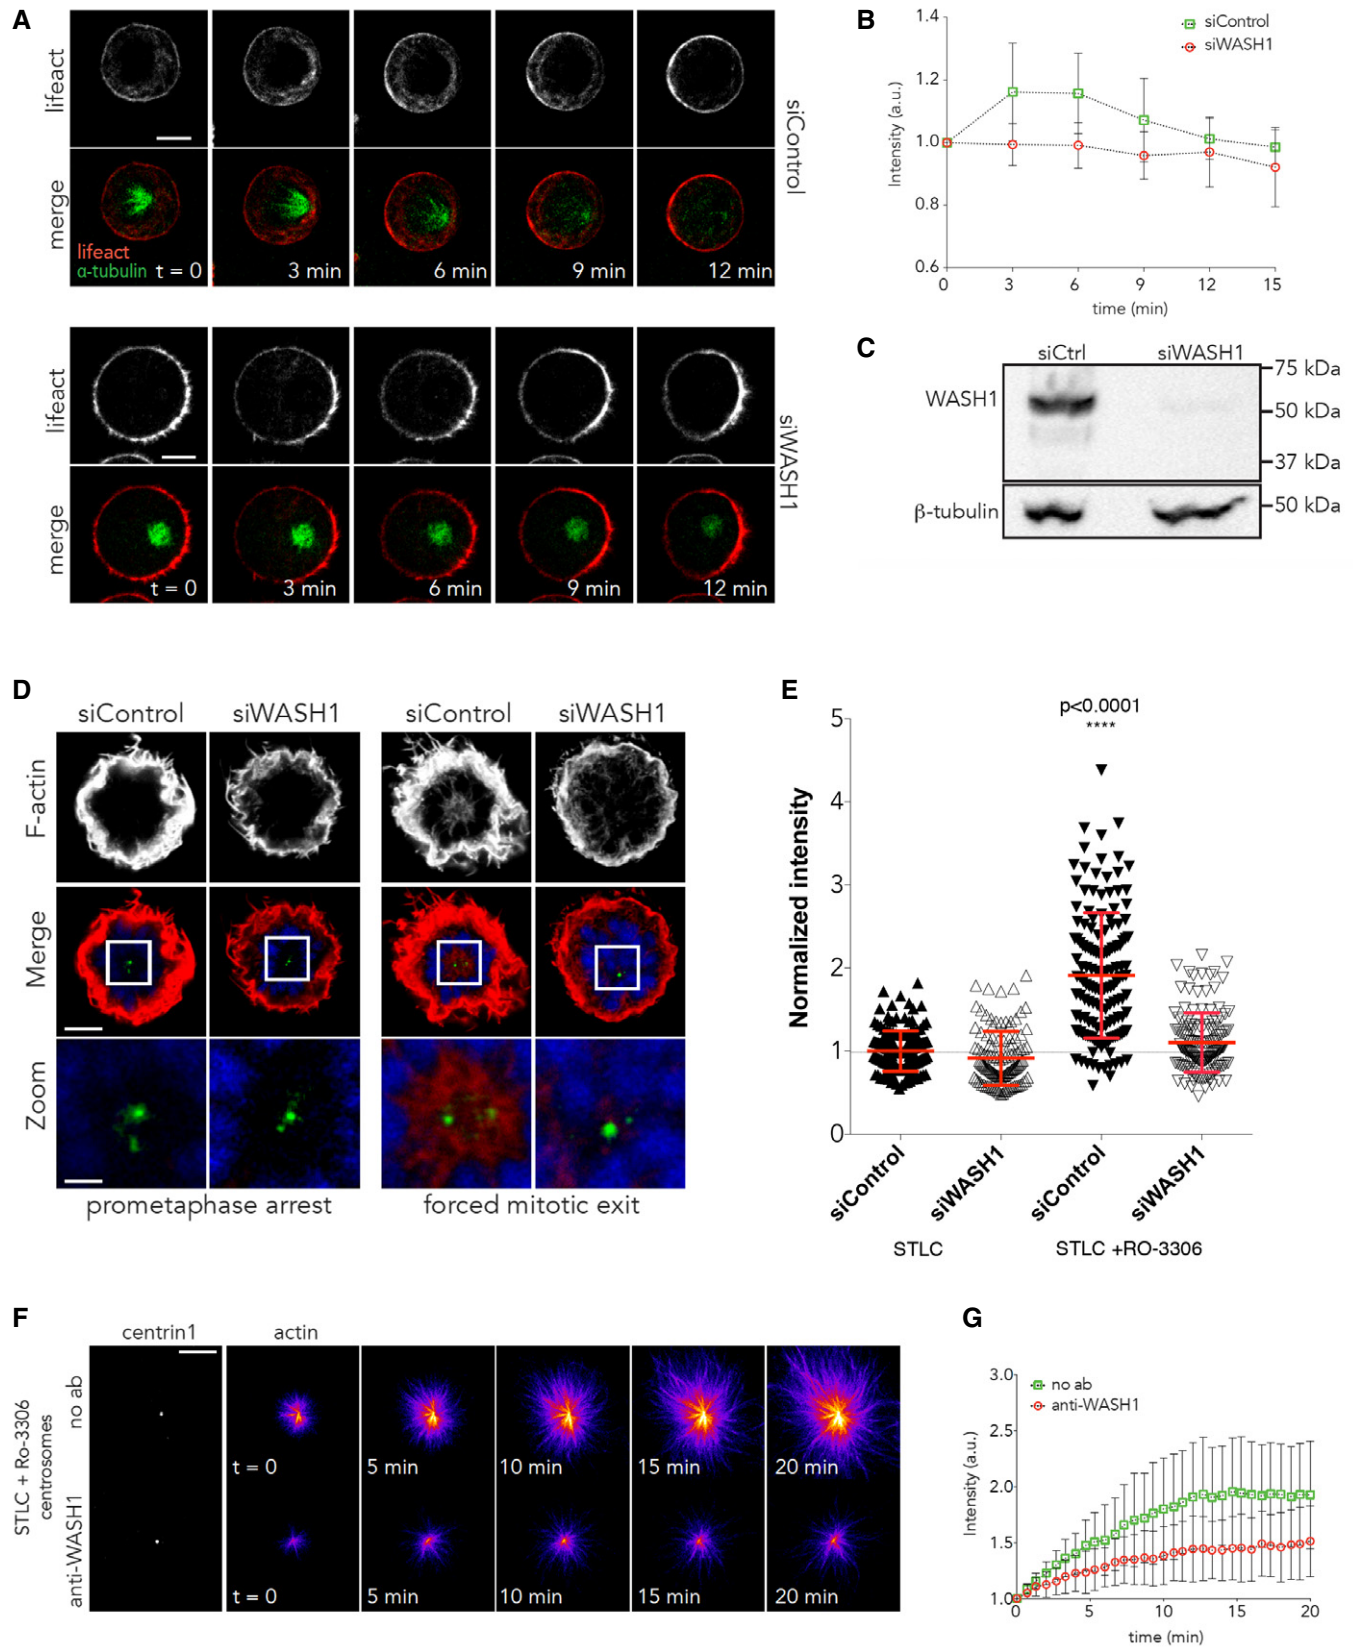 A
lifeact
merge
lifeact
α-tubulin
t = 0
3 min
6 min
9 min
12 min
siControl
lifeact
merge
t = 0
3 min
6 min
9 min
12 min
siWASH1
B
siControl
siWASH1
1.4
1.2
1.0
0.8
0.6
Intensity (a.u.)
0 3 6 9 12 15
time (min)
C
siCtrl siWASH1
WASH1
75 kDa
50 kDa
37 kDa
β-tubulin
50 kDa
D
siControl siWASH1 siControl siWASH1
F-actin
Merge
Zoom
prometaphase arrest forced mitotic exit
E
p<0.0001
****
5
4
3
2
1
0
Normalized intensity
siControl siWASH1 siControl siWASH1
STLC STLC +RO-3306
F
centrin1 actin
STLC + Ro-3306
centrosomes
no ab
t = 0 5 min 10 min 15 min 20 min
anti-WASH1
t = 0 5 min 10 min 15 min 20 min
G
no ab
anti-WASH1
3.0
2.5
2.0
1.5
1.0
Intensity (a.u.)
0 5 10 15 20
time (min)